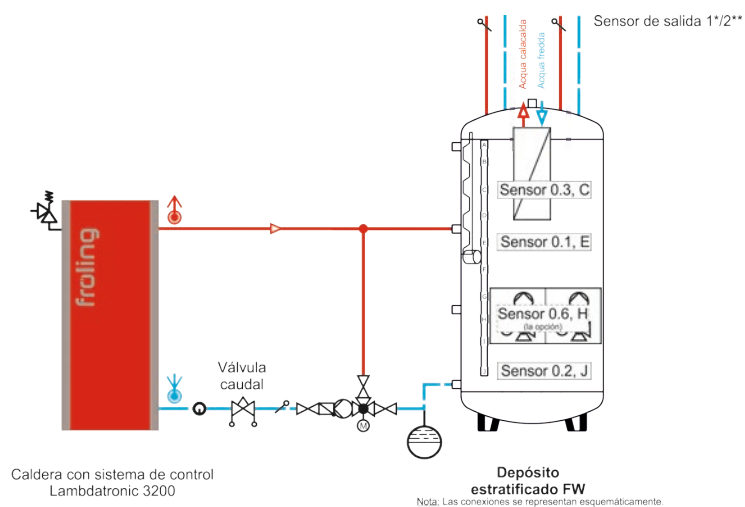 Sensor de salida 1*/2**
Acqua calacalda
Acqua fredda
A
B
C
Sensor 0.3, C
D
E
Sensor 0.1, E
F
G
H
Sensor 0.6, H
(la opción)
I
J
Sensor 0.2, J
froling
Válvula
caudal
M
Caldera con sistema de control
Lambdatronic 3200
Depósito
estratificado FW
Nota: Las conexiones se representan esquemáticamente.